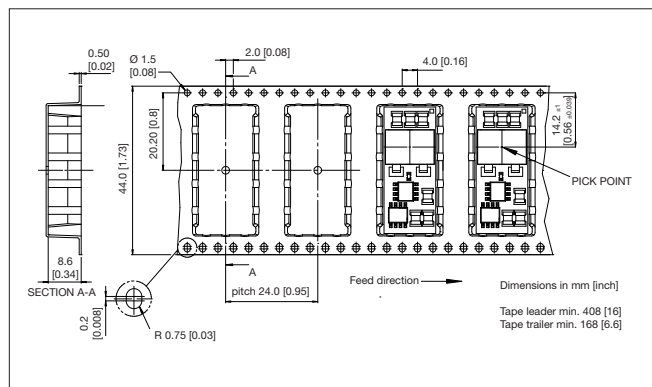 0.50
[0.02]
Ø 1.5
[0.08]
2.0 [0.08]
A
4.0 [0.16]
14.2 ±1
[0.56 ±0.039]
20.20 [0.8]
44.0 [1.73]
PICK POINT
8.6
[0.34]
SECTION A-A
A
Feed direction
pitch 24.0 [0.95]
0.2
[0.008]
R 0.75 [0.03]
Dimensions in mm [inch]
Tape leader min. 408 [16]
Tape trailer min. 168 [6.6]